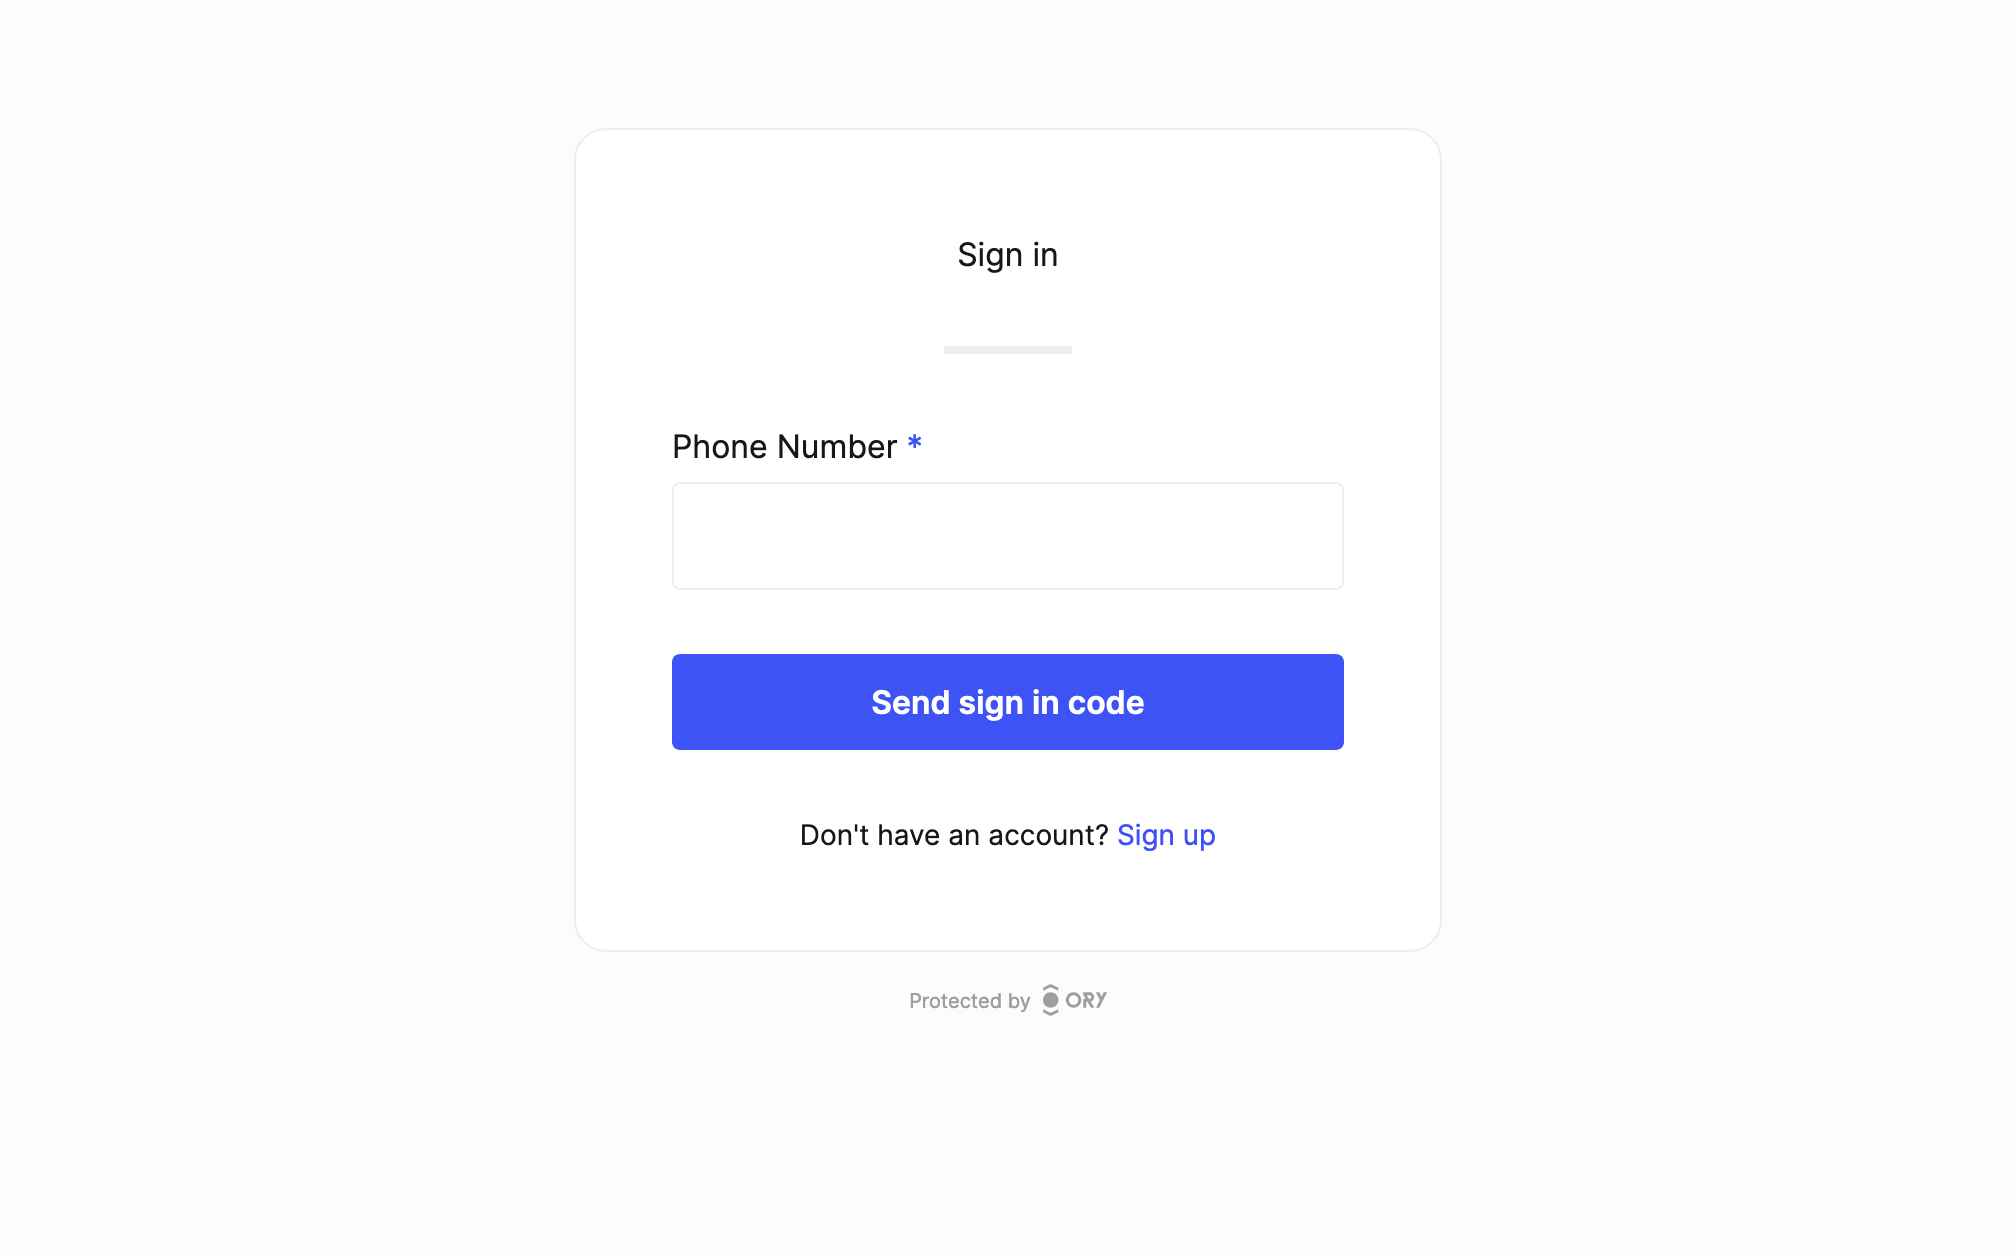 Sign in
Phone Number *
Send sign in code
Don't have an account? Sign up
Protected by ORY